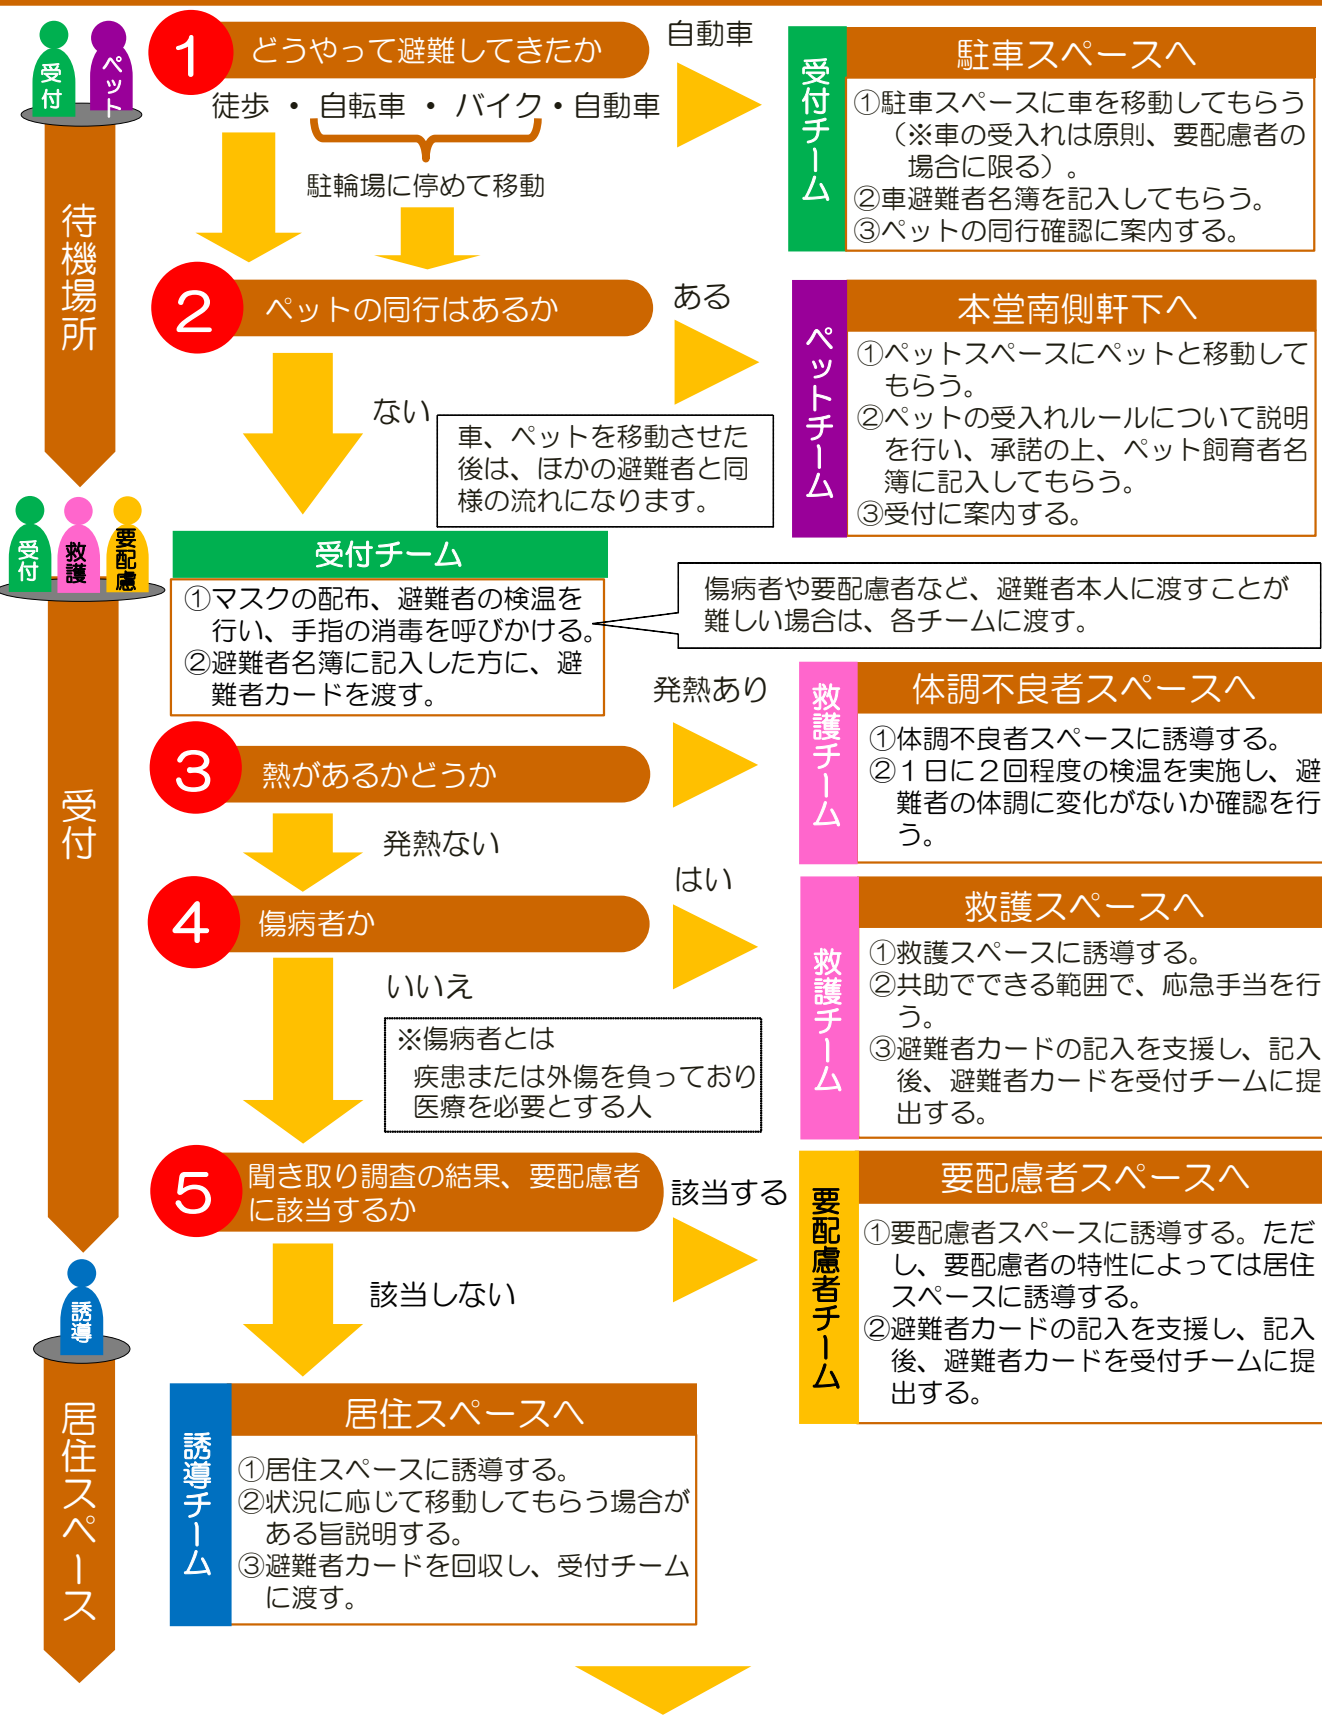 受付
ペット
1
どうやって避難してきたか
自動車
徒歩 ・ 自転車 ・ バイク・自動車
駐輪場に停めて移動
受付チーム
駐車スペースへ
①駐車スペースに車を移動してもらう
（※車の受入れは原則、要配慮者の
場合に限る）。
②車避難者名簿を記入してもらう。
③ペットの同行確認に案内する。
待機場所
2
ペットの同行はあるか
ある
ない
車、ペットを移動させた
後は、ほかの避難者と同
様の流れになります。
ペットチーム
本堂南側軒下へ
①ペットスペースにペットと移動して
もらう。
②ペットの受入れルールについて説明
を行い、承諾の上、ペット飼育者名
簿に記入してもらう。
③受付に案内する。
受付
救護
要配慮
受付チーム
①マスクの配布、避難者の検温を
行い、手指の消毒を呼びかける。
②避難者名簿に記入した方に、避
難者カードを渡す。
傷病者や要配慮者など、避難者本人に渡すことが
難しい場合は、各チームに渡す。
受付
3
熱があるかどうか
発熱あり
発熱ない
救護チーム
体調不良者スペースへ
①体調不良者スペースに誘導する。
②１日に２回程度の検温を実施し、避
難者の体調に変化がないか確認を行
う。
4
傷病者か
はい
いいえ
※傷病者とは
疾患または外傷を負っており
医療を必要とする人
救護チーム
救護スペースへ
①救護スペースに誘導する。
②共助でできる範囲で、応急手当を行
う。
③避難者カードの記入を支援し、記入
後、避難者カードを受付チームに提
出する。
5
聞き取り調査の結果、要配慮者
に該当するか
該当する
該当しない
要配慮者チーム
要配慮者スペースへ
①要配慮者スペースに誘導する。ただ
し、要配慮者の特性によっては居住
スペースに誘導する。
②避難者カードの記入を支援し、記入
後、避難者カードを受付チームに提
出する。
誘導
居住スペース
誘導チーム
居住スペースへ
①居住スペースに誘導する。
②状況に応じて移動してもらう場合が
ある旨説明する。
③避難者カードを回収し、受付チーム
に渡す。